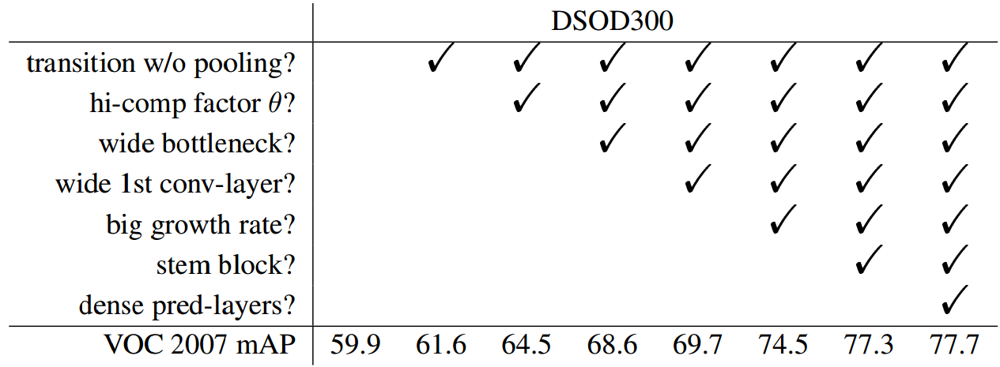 DSOD300
transition w/o pooling? ✓ ✓ ✓ ✓ ✓ ✓ ✓
hi-comp factor θ? ✓ ✓ ✓ ✓ ✓ ✓
wide bottleneck? ✓ ✓ ✓ ✓ ✓
wide 1st conv-layer? ✓ ✓ ✓ ✓
big growth rate? ✓ ✓ ✓
stem block? ✓ ✓
dense pred-layers? ✓
VOC 2007 mAP 59.9 61.6 64.5 68.6 69.7 74.5 77.3 77.7